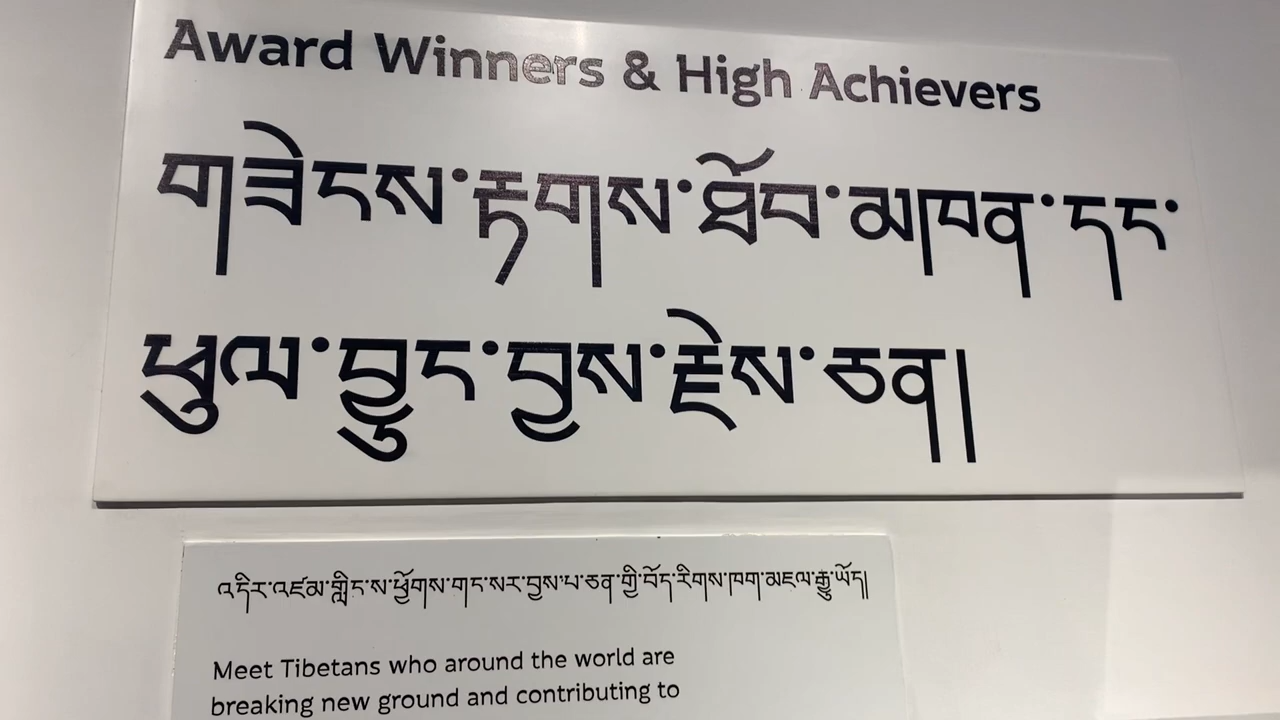 Award Winners & High Achievers
གཟེངས་རྟགས་ཐོབ་མཁན་དང་
ཕུལ་བྱུང་བྱས་རྗེས་ཅན།
འདིར་འཛམ་གླིང་ས་ཕྱོགས་གང་སར་བྱས་པ་ཅན་གྱི་བོད་རིགས་ཁག་མཇལ་རྒྱུ་ཡོད།
Meet Tibetans who around the world are
breaking new ground and contributing to